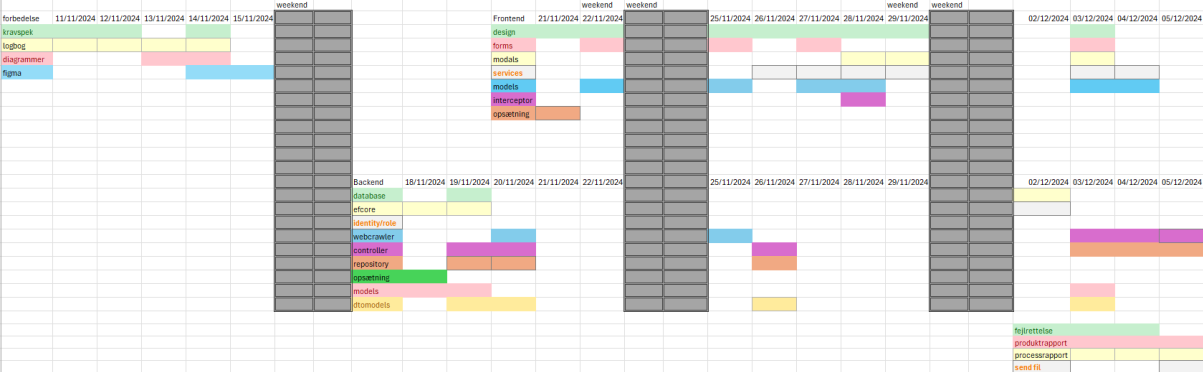 weekend weekend weekend weekend weekend
forbedelse 11/11/2024 12/11/2024 13/11/2024 14/11/2024 15/11/2024 Frontend 21/11/2024 22/11/2024 25/11/2024 26/11/2024 27/11/2024 28/11/2024 29/11/2024 02/12/2024 03/12/2024 04/12/2024 05/12/2024
kravspek design
logbog forms
diagrammer modals
figma services
models
interceptor
opsætning
Backend 18/11/2024 19/11/2024 20/11/2024 21/11/2024 22/11/2024 25/11/2024 26/11/2024 27/11/2024 28/11/2024 29/11/2024 02/12/2024 03/12/2024 04/12/2024 05/12/2024
database
efcore
identity/role
webcrawler
controller
repository
opsætning
models
dtomodels
fejlrettelse
produktrapport
processrapport
send fil